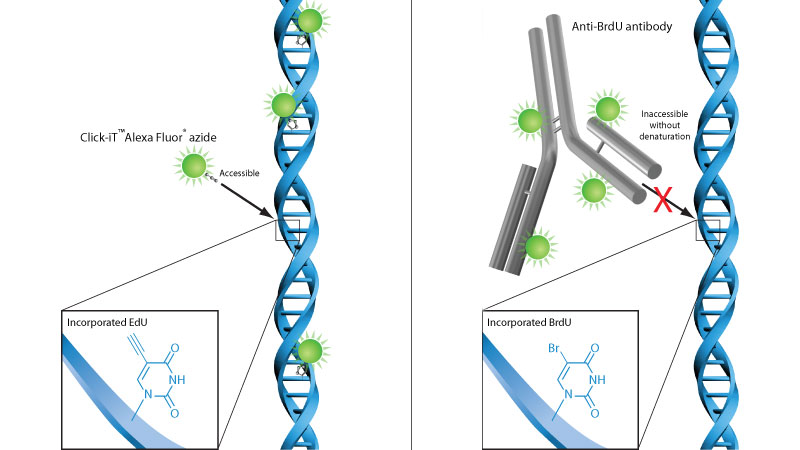 Click-iT™ Alexa Fluor® azide
Accessible
Incorporated EdU
O
NH
N
O
Anti-BrdU antibody
Inaccessible
without
denaturation
X
Incorporated BrdU
Br
O
NH
N
O